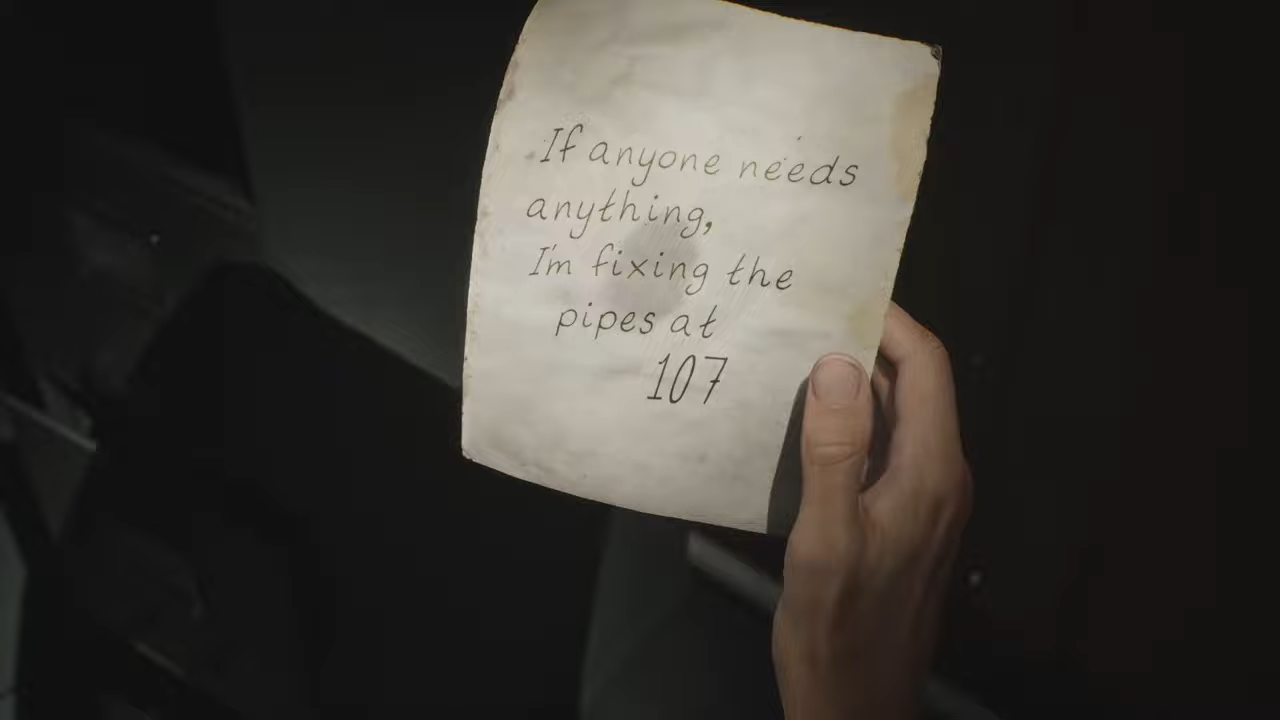 If anyone needs
anything,
I'm fixing the
pipes at
107